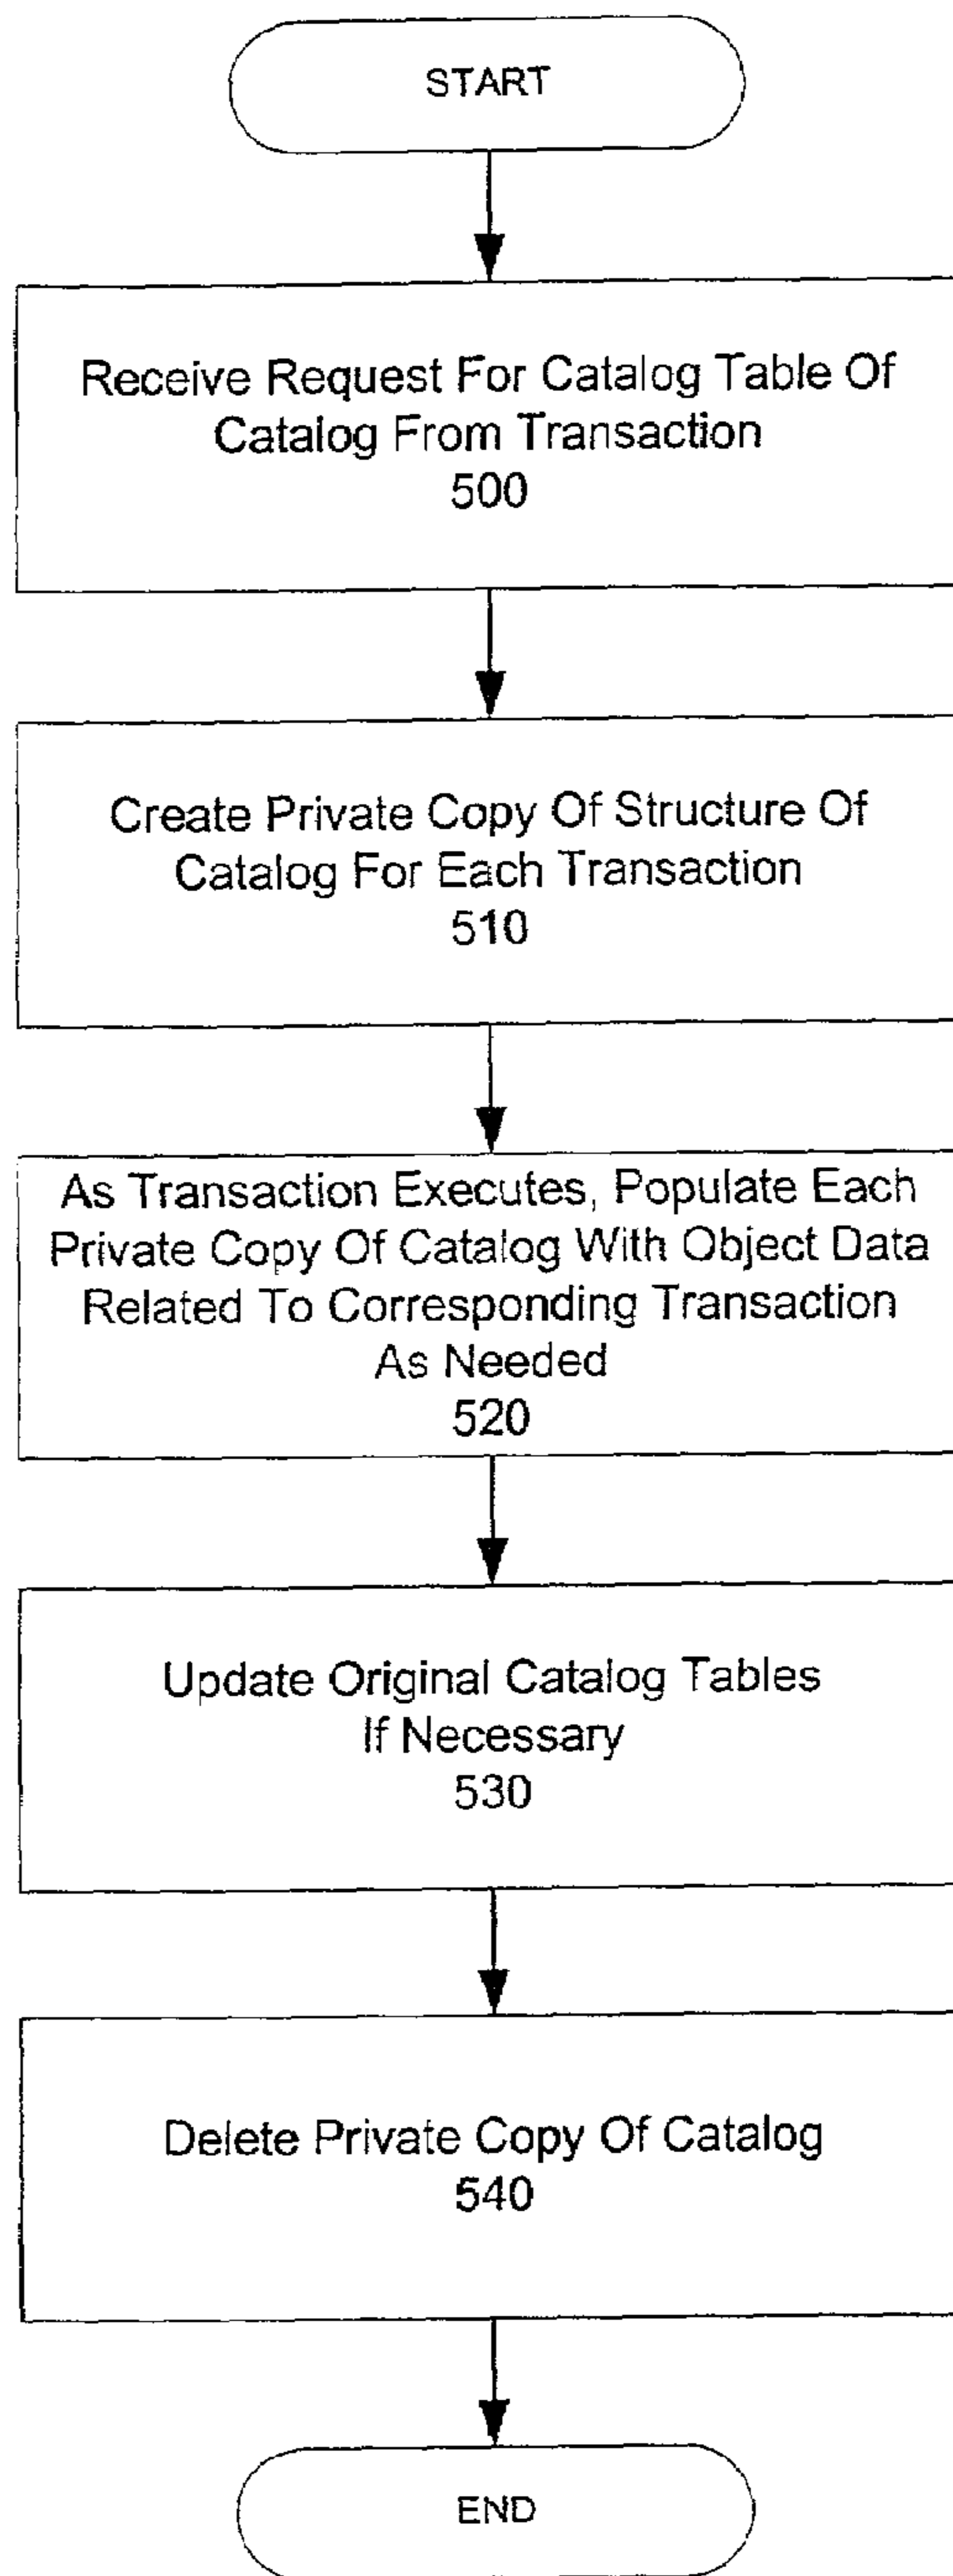 START
Receive Request For Catalog Table Of
Catalog From Transaction
500
Create Private Copy Of Structure Of
Catalog For Each Transaction
510
As Transaction Executes, Populate Each
Private Copy Of Catalog With Object Data
Related To Corresponding Transaction
As Needed
520
Update Original Catalog Tables
If Necessary
530
Delete Private Copy Of Catalog
540
END